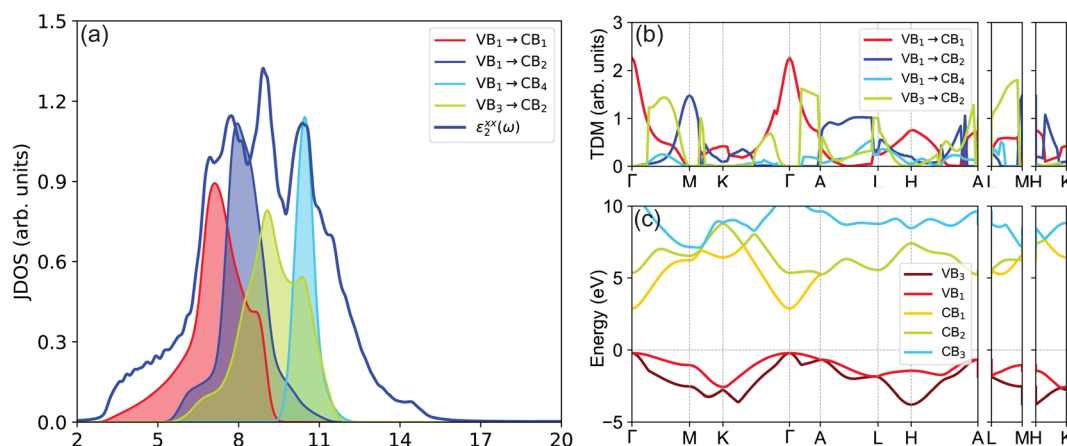 (a)
JDOS (arb. units)
1.5
1.2
0.9
0.6
0.3
0.0
2 5 8 11 14 17 20
VB₁→CB₁
VB₁→CB₂
VB₁→CB₄
VB₃→CB₂
ε₂ˣˣ(ω)
(b)
TDM (arb. units)
3
2
1
0
VB₁→CB₁
VB₁→CB₂
VB₁→CB₄
VB₃→CB₂
Γ M K Γ A L H A L M H K
(c)
Energy (eV)
10
5
0
−5
VB₃
VB₁
CB₁
CB₂
CB₃
Γ M K Γ A L H A L M H K